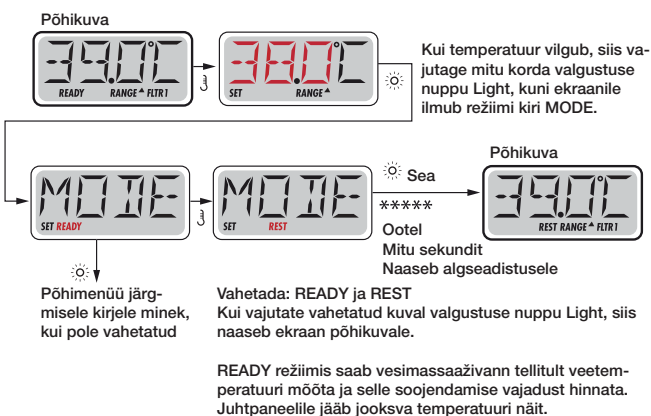 Põhikuva
39.0°C
READY RANGE FLTR1
38.0°C
SET RANGE
Kui temperatuur vilgub, siis va-
jutage mitu korda valgustuse
nuppu Light, kuni ekraanile
ilmub režiimi kiri MODE.
MODE
SET READY
MODE
SET REST
Sea
*****
Ootel
Mitu sekundit
Naaseb algseadistusele
Põhikuva
39.0°C
REST RANGE FLTR1
Põhimenüü järg-
misele kirjele minek,
kui pole vahetatud
Vahetada: READY ja REST
Kui vajutate vahetatud kuval valgustuse nuppu Light, siis
naaseb ekraan põhikuvale.
READY režiimis saab vesimassaaživann tellitult veetem-
peratuuri mõõta ja selle soojendamise vajadust hinnata.
Juhtpaneelile jääb jooksva temperatuuri näit.